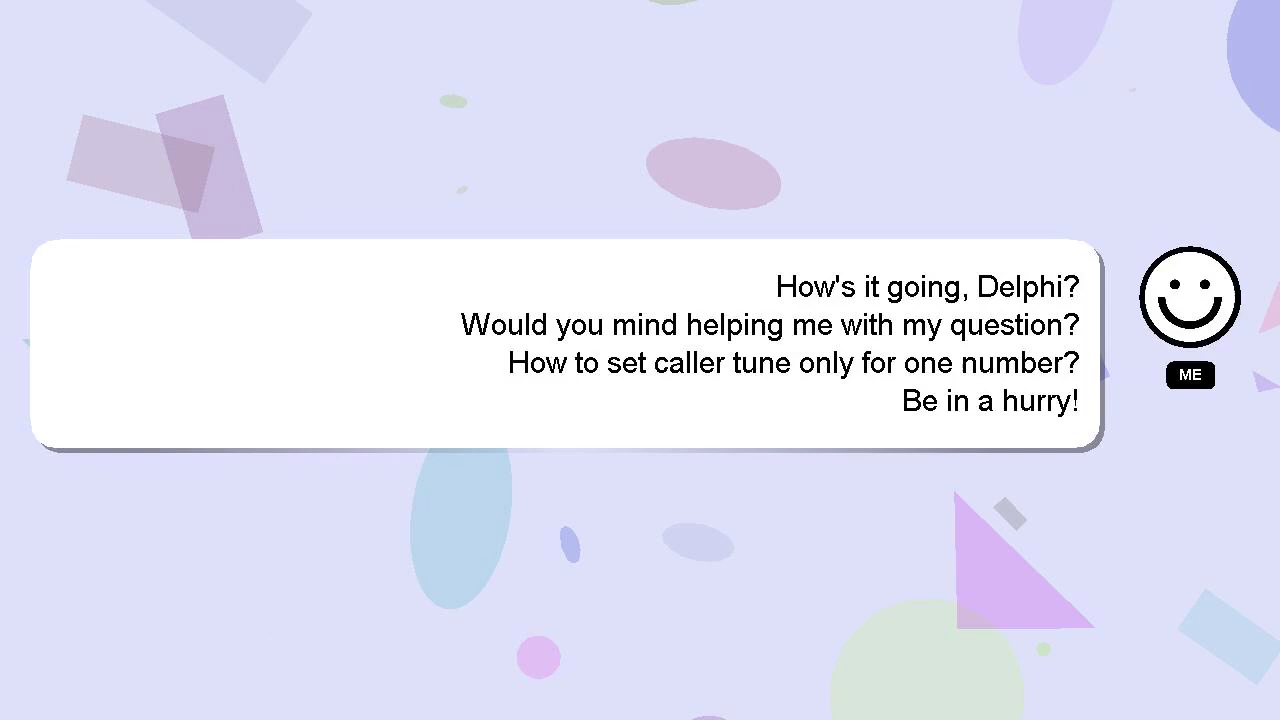 How's it going, Delphi?
Would you mind helping me with my question?
How to set caller tune only for one number?
Be in a hurry!
ME